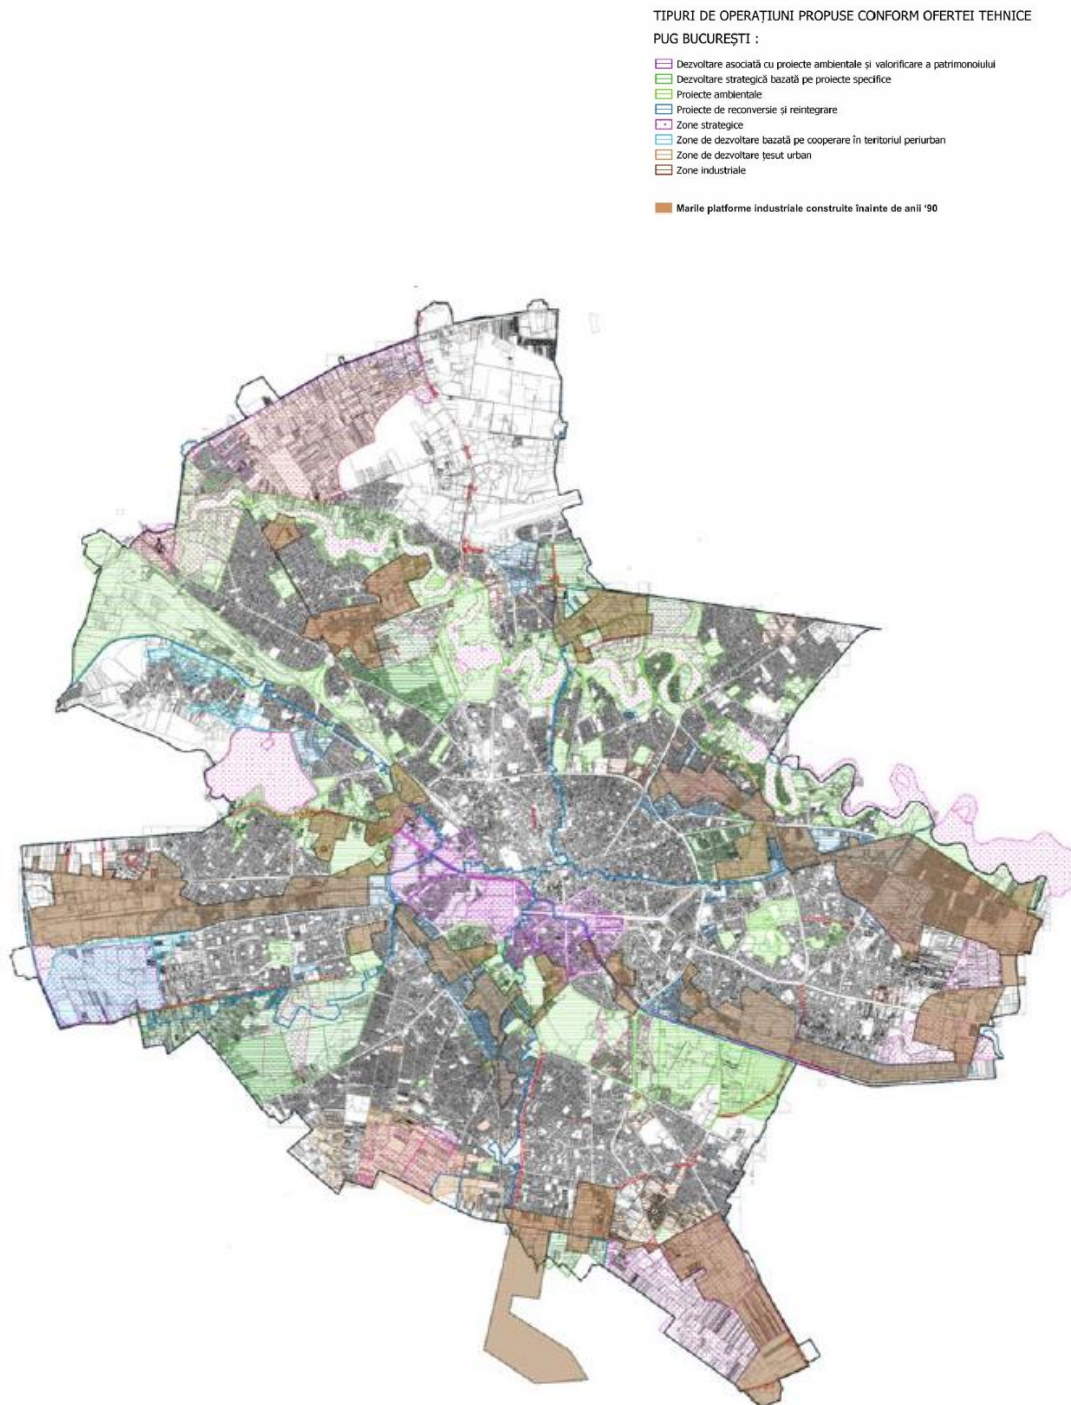 TIPURI DE OPERAȚIUNI PROPUSE CONFORM OFERTEI TEHNICE
PUG BUCUREȘTI :
Dezvoltare asociată cu proiecte ambientale și valorificare a patrimonoiului
Dezvoltare strategică bazată pe proiecte specifice
Proiecte ambientale
Proiecte de reconversie și reintegrare
Zone strategice
Zone de dezvoltare bazată pe cooperare în teritoriul periurban
Zone de dezvoltare țesut urban
Zone industriale
Marile platforme industriale construite înainte de anii '90